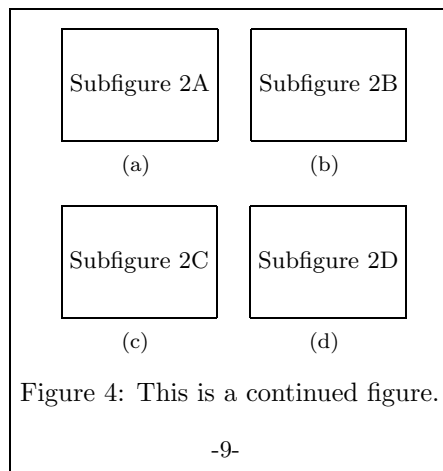 Subfigure 2A Subfigure 2B
(a) (b)
Subfigure 2C Subfigure 2D
(c) (d)
Figure 4: This is a continued figure.
-9-